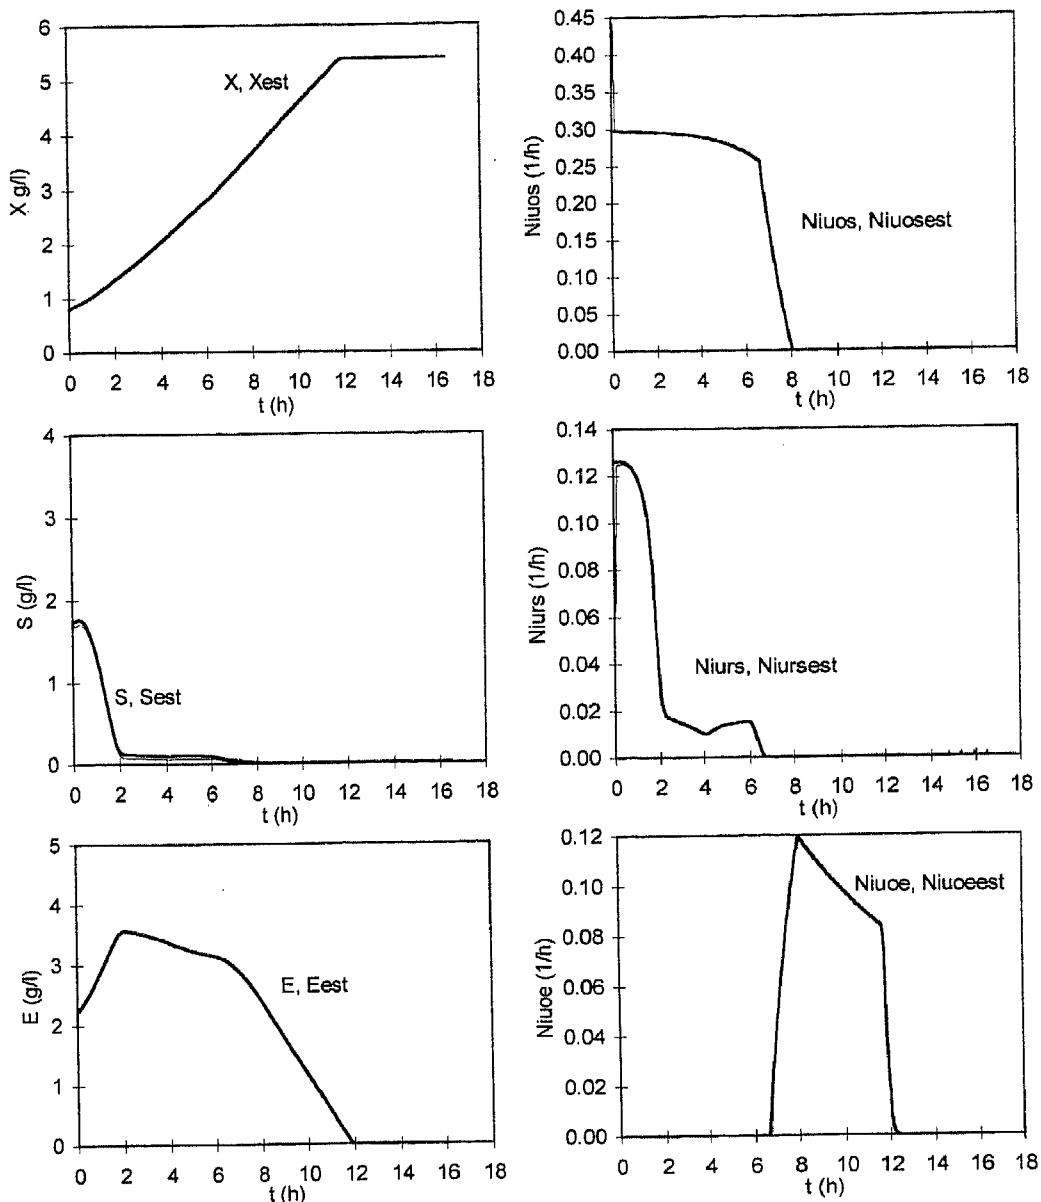 6
5
4
3
2
1
0
X g/l
X, Xest
0 2 4 6 8 10 12 14 16 18
t (h)
0.45
0.40
0.35
0.30
0.25
0.20
0.15
0.10
0.05
0.00
Niuos (1/h)
Niuos, Niuosest
0 2 4 6 8 10 12 14 16 18
t (h)
4
3
2
1
0
S (g/l)
S, Sest
0 2 4 6 8 10 12 14 16 18
t (h)
0.14
0.12
0.10
0.08
0.06
0.04
0.02
0.00
Niurs (1/h)
Niurs, Niursest
0 2 4 6 8 10 12 14 16 18
t (h)
5
4
3
2
1
0
E (g/l)
E, Eest
0 2 4 6 8 10 12 14 16 18
t (h)
0.12
0.10
0.08
0.06
0.04
0.02
0.00
Niuoe (1/h)
Niuoe, Niuoeest
0 2 4 6 8 10 12 14 16 18
t (h)